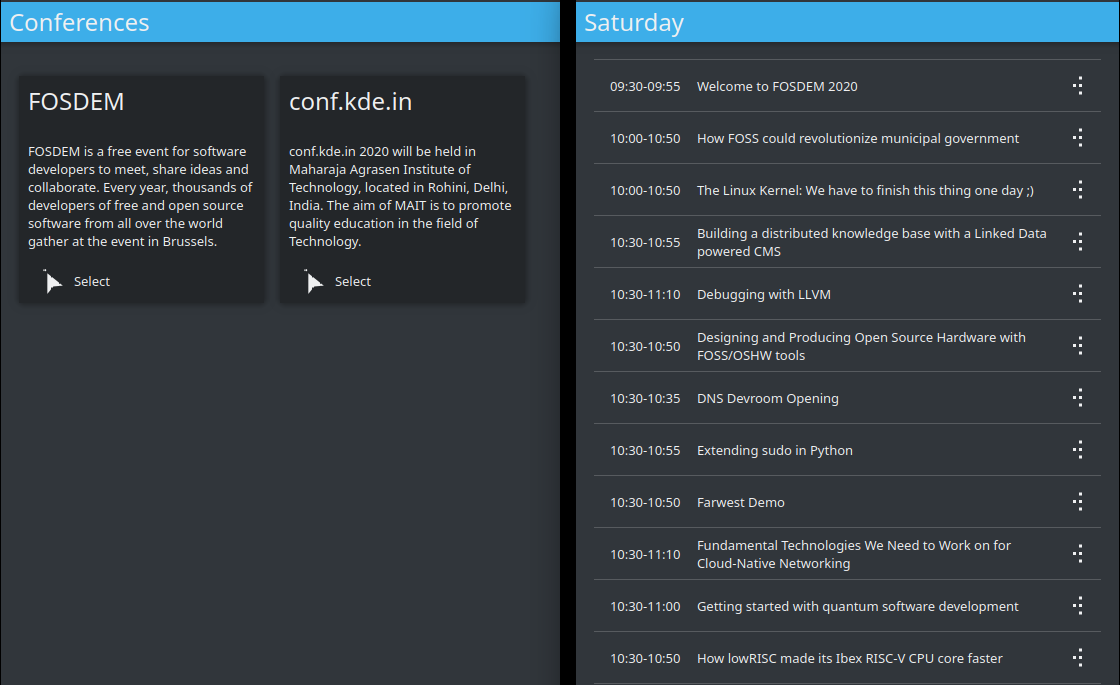 Conferences
FOSDEM
FOSDEM is a free event for software
developers to meet, share ideas and
collaborate. Every year, thousands of
developers of free and open source
software from all over the world
gather at the event in Brussels.
Select
conf.kde.in
conf.kde.in 2020 will be held in
Maharaja Agrasen Institute of
Technology, located in Rohini, Delhi,
India. The aim of MAIT is to promote
quality education in the field of
Technology.
Select
Saturday
09:30-09:55 Welcome to FOSDEM 2020
10:00-10:50 How FOSS could revolutionize municipal government
10:00-10:50 The Linux Kernel: We have to finish this thing one day ;)
10:30-10:55 Building a distributed knowledge base with a Linked Data
powered CMS
10:30-11:10 Debugging with LLVM
10:30-10:50 Designing and Producing Open Source Hardware with
FOSS/OSHW tools
10:30-10:35 DNS Devroom Opening
10:30-10:55 Extending sudo in Python
10:30-10:50 Farwest Demo
10:30-11:10 Fundamental Technologies We Need to Work on for
Cloud-Native Networking
10:30-11:00 Getting started with quantum software development
10:30-10:50 How lowRISC made its Ibex RISC-V CPU core faster